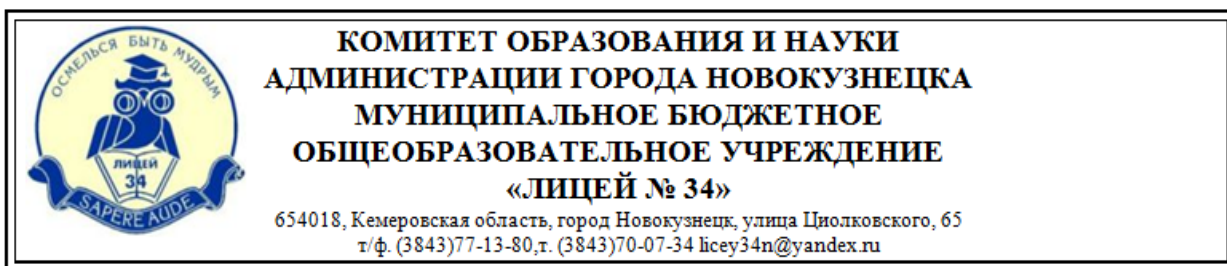 ОСМЕЛЬСЯ БЫТЬ МУДРЫМ
ЛИЦЕЙ
34
SAPERE AUDE
КОМИТЕТ ОБРАЗОВАНИЯ И НАУКИ
АДМИНИСТРАЦИИ ГОРОДА НОВОКУЗНЕЦКА
МУНИЦИПАЛЬНОЕ БЮДЖЕТНОЕ
ОБЩЕОБРАЗОВАТЕЛЬНОЕ УЧРЕЖДЕНИЕ
«ЛИЦЕЙ № 34»
654018, Кемеровская область, город Новокузнецк, улица Циолковского, 65
т/ф. (3843)77-13-80,т. (3843)70-07-34 licey34n@yandex.ru